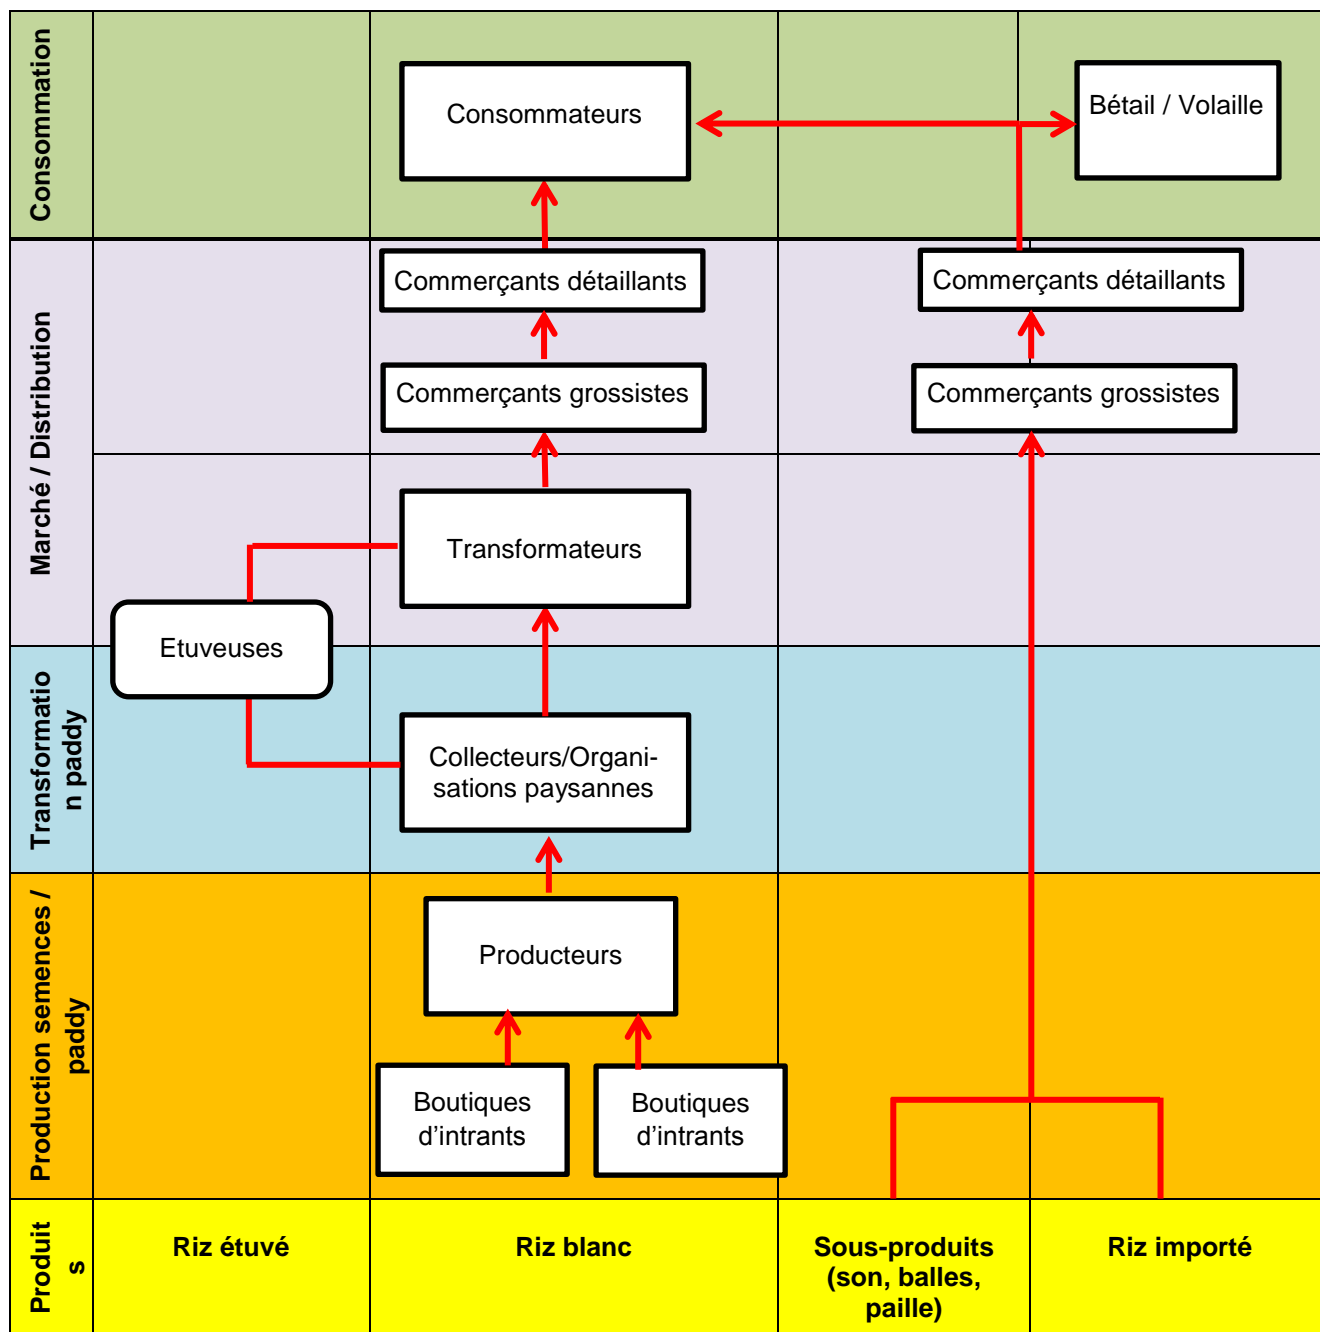 Consommation
Consommateurs
Bétail / Volaille
Marché / Distribution
Commerçants détaillants
Commerçants détaillants
Commerçants grossistes
Commerçants grossistes
Transformateurs
Etuveuses
Transformatio
n paddy
Collecteurs/Organi-
sations paysannes
Production semences /
paddy
Producteurs
Boutiques
d’intrants
Boutiques
d’intrants
Produit
s
Riz étuvé
Riz blanc
Sous-produits
(son, balles,
paille)
Riz importé